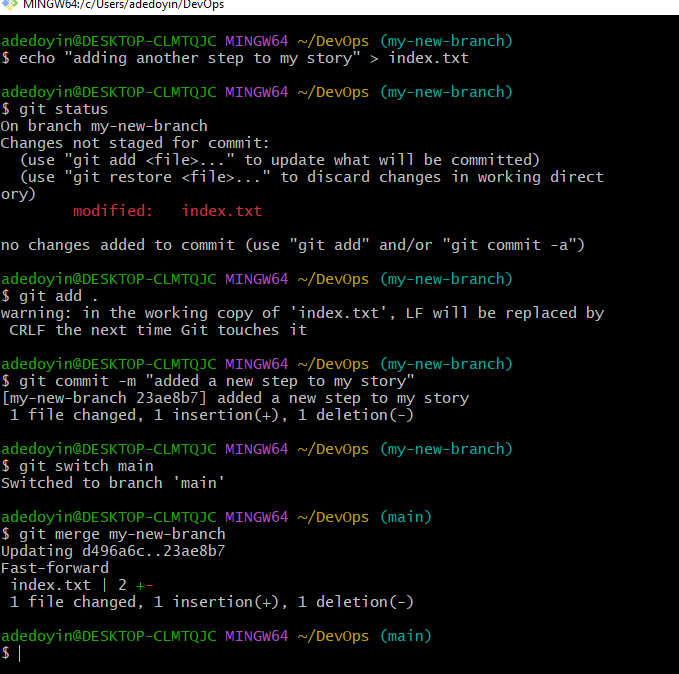 MINGW64:/c/Users/adedoyin/DevOps
adedoyin@DESKTOP-CLMTQJC MINGW64 ~/DevOps (my-new-branch)
$ echo "adding another step to my story" > index.txt
adedoyin@DESKTOP-CLMTQJC MINGW64 ~/DevOps (my-new-branch)
$ git status
On branch my-new-branch
Changes not staged for commit:
  (use "git add <file>..." to update what will be committed)
  (use "git restore <file>..." to discard changes in working direct
ory)
        modified:   index.txt
no changes added to commit (use "git add" and/or "git commit -a")
adedoyin@DESKTOP-CLMTQJC MINGW64 ~/DevOps (my-new-branch)
$ git add .
warning: in the working copy of 'index.txt', LF will be replaced by
 CRLF the next time Git touches it
adedoyin@DESKTOP-CLMTQJC MINGW64 ~/DevOps (my-new-branch)
$ git commit -m "added a new step to my story"
[my-new-branch 23ae8b7] added a new step to my story
 1 file changed, 1 insertion(+), 1 deletion(-)
adedoyin@DESKTOP-CLMTQJC MINGW64 ~/DevOps (my-new-branch)
$ git switch main
Switched to branch 'main'
adedoyin@DESKTOP-CLMTQJC MINGW64 ~/DevOps (main)
$ git merge my-new-branch
Updating d496a6c..23ae8b7
Fast-forward
 index.txt | 2 +-
 1 file changed, 1 insertion(+), 1 deletion(-)
adedoyin@DESKTOP-CLMTQJC MINGW64 ~/DevOps (main)
$